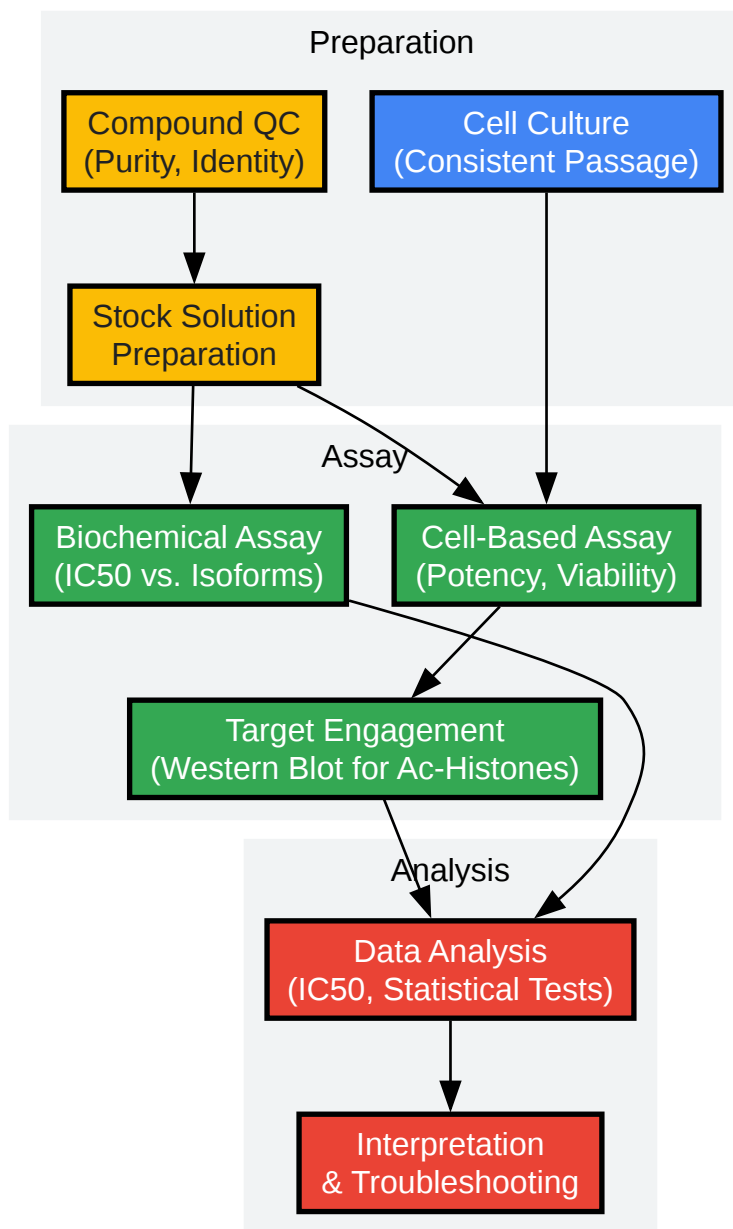 Preparation
Compound QC
(Purity, Identity)
Cell Culture
(Consistent Passage)
Stock Solution
Preparation
Assay
Biochemical Assay
(IC50 vs. Isoforms)
Cell-Based Assay
(Potency, Viability)
Target Engagement
(Western Blot for Ac-Histones)
Analysis
Data Analysis
(IC50, Statistical Tests)
Interpretation
& Troubleshooting